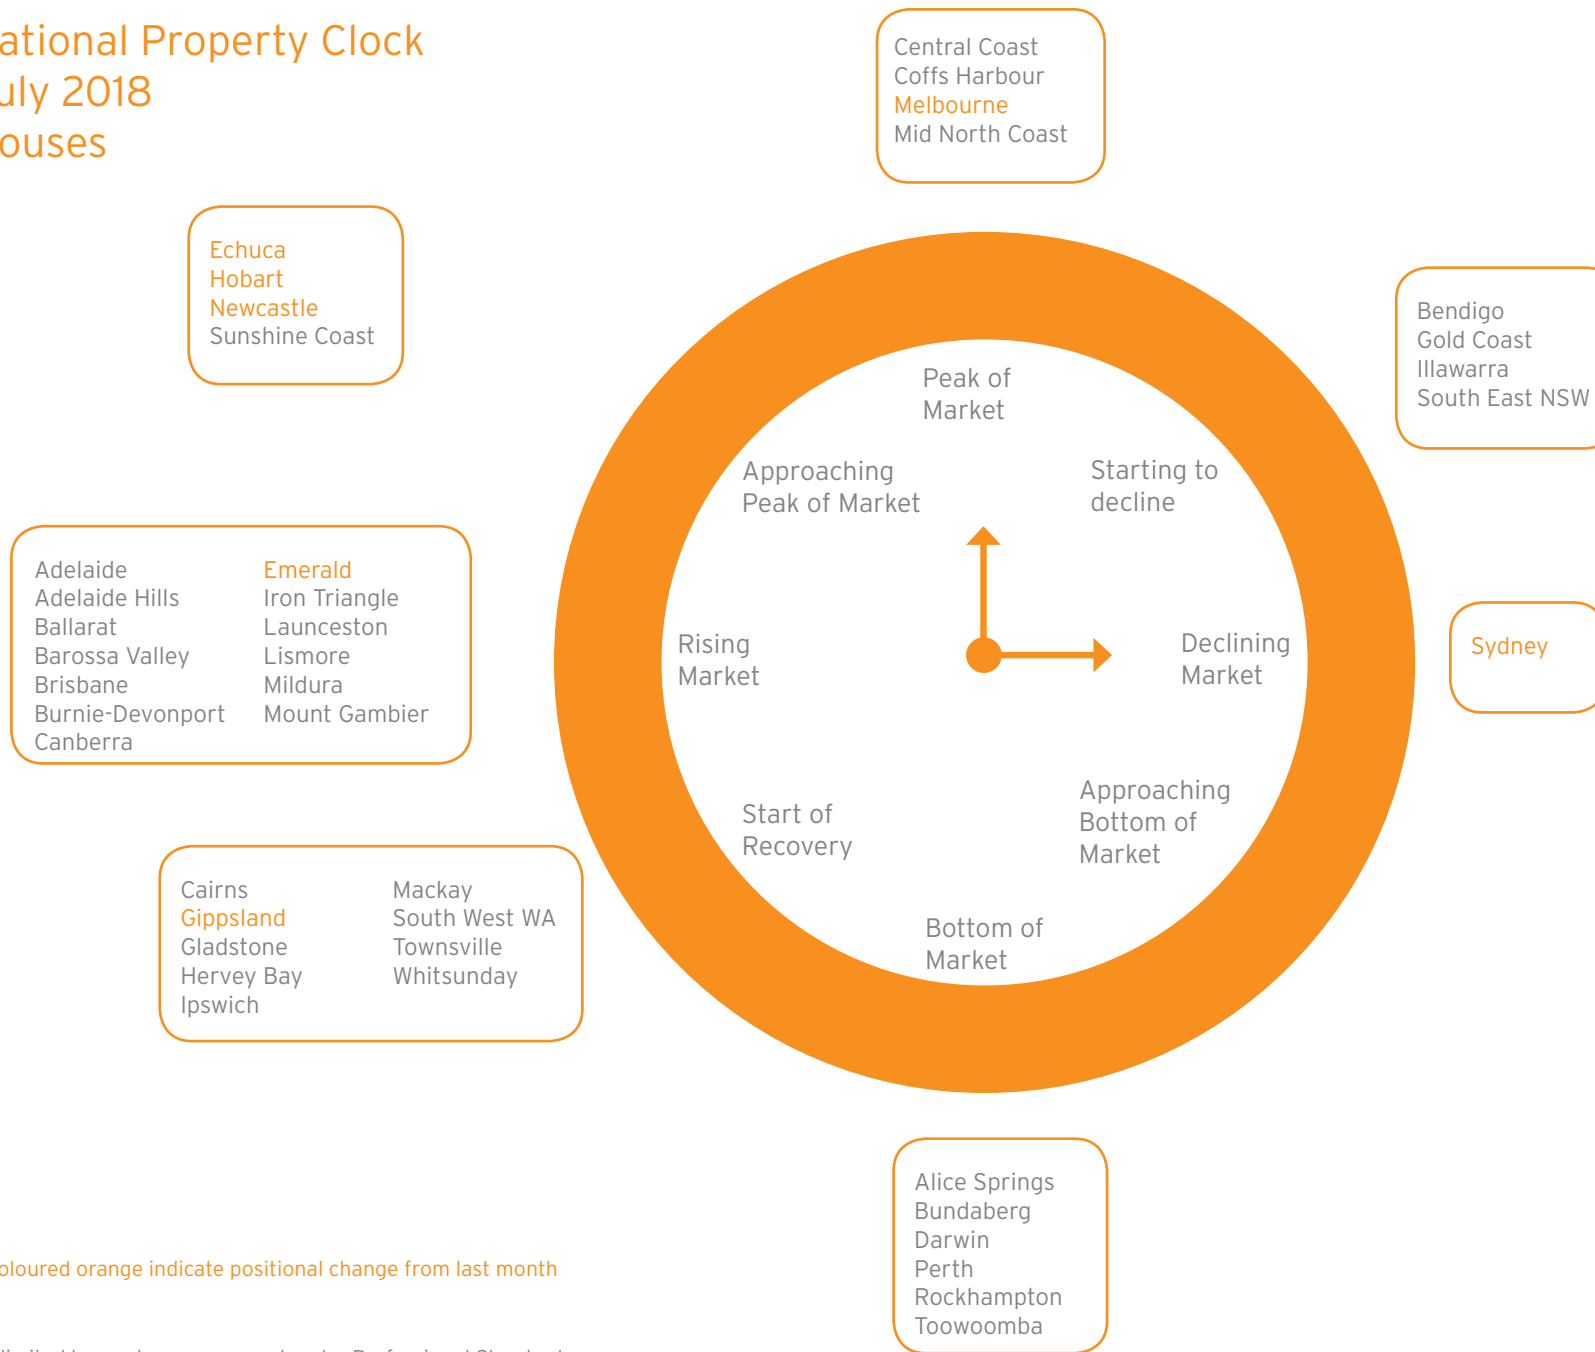 ational Property Clock
uly 2018
ouses
Central Coast
Coffs Harbour
Melbourne
Mid North Coast
Echuca
Hobart
Newcastle
Sunshine Coast
Bendigo
Gold Coast
Illawarra
South East NSW
Peak of
Market
Approaching
Peak of Market
Starting to
decline
Rising
Market
Declining
Market
Start of
Recovery
Approaching
Bottom of
Market
Bottom of
Market
Adelaide
Adelaide Hills
Ballarat
Barossa Valley
Brisbane
Burnie-Devonport
Canberra
Emerald
Iron Triangle
Launceston
Lismore
Mildura
Mount Gambier
Sydney
Cairns
Gippsland
Gladstone
Hervey Bay
Ipswich
Mackay
South West WA
Townsville
Whitsunday
Alice Springs
Bundaberg
Darwin
Perth
Rockhampton
Toowoomba
oloured orange indicate positional change from last month